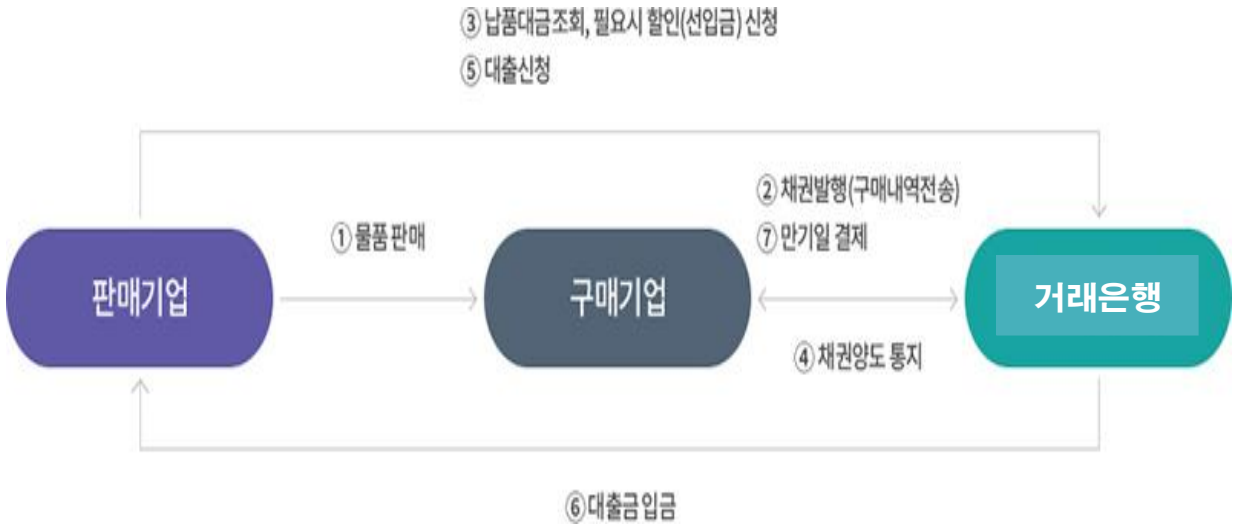 ③ 납품대금조회, 필요시 할인(선입금) 신청
⑤ 대출신청
② 채권발행(구매내역전송)
① 물품 판매
⑦ 만기일 결제
판매기업
구매기업
거래은행
④ 채권양도 통지
⑥ 대출금 입금